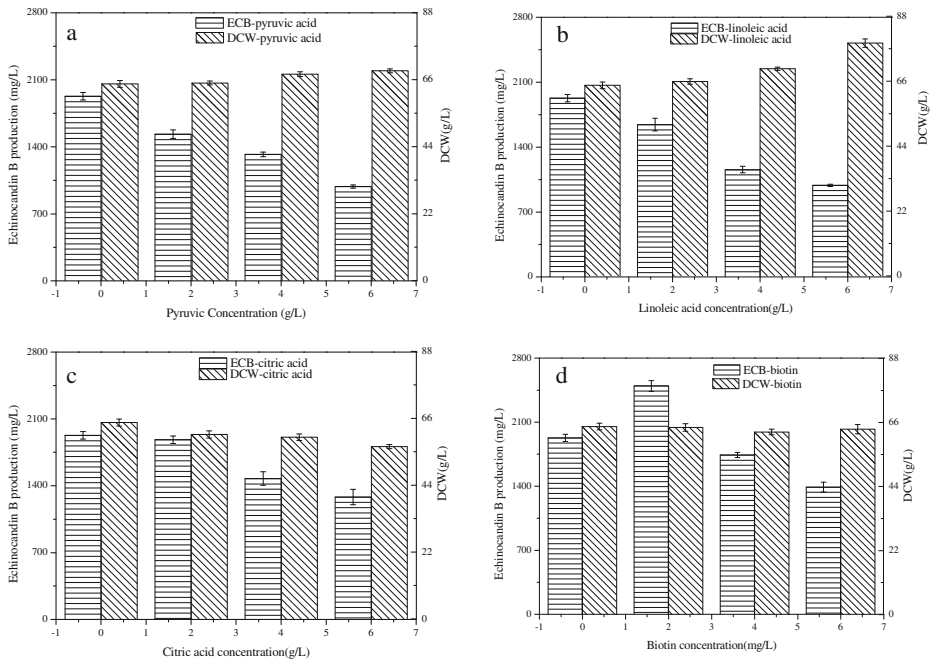 a
ECB-pyruvic acid
DCW-pyruvic acid
Echinocandin B production (mg/L)
2800
2100
1400
700
0
88
66
44
22
0
DCW(g/L)
-1 0 1 2 3 4 5 6 7
Pyruvic Concentration (g/L)
b
ECB-linoleic acid
DCW-linoleic acid
Echinocandin B production (mg/L)
2800
2100
1400
700
0
88
66
44
22
0
DCW(g/L)
-1 0 1 2 3 4 5 6 7
Linoleic acid concentration(g/L)
c
ECB-citric acid
DCW-citric acid
Echinocandin B production (mg/L)
2800
2100
1400
700
0
88
66
44
22
0
DCW(g/L)
-1 0 1 2 3 4 5 6 7
Citric acid concentration(g/L)
d
ECB-biotin
DCW-biotin
Echinocandin B production (mg/L)
2800
2100
1400
700
0
88
66
44
22
0
DCW(g/L)
-1 0 1 2 3 4 5 6 7
Biotin concentration(mg/L)